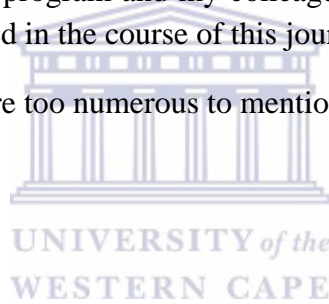 program and my colleag
d in the course of this jour
re too numerous to mentio
UNIVERSITY of the
WESTERN CAPE